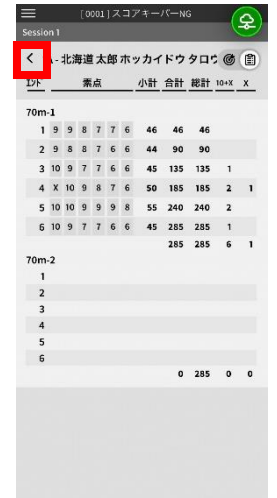 [0001]スコアキーパーNG
Session1
- 北海道 太郎 ホッカイドウ タロウ
エンド 素点 小計 合計 総計 10+X X
70m-1
1 9 9 8 7 7 6 46 46 46
2 9 8 8 7 6 6 44 90 90
3 10 9 7 7 6 6 45 135 135 1
4 X 10 9 8 7 6 50 185 185 2 1
5 10 10 9 9 9 8 55 240 240 2
6 10 9 7 7 6 6 45 285 285 1
285 285 6 1
70m-2
1
2
3
4
5
6
0 285 0 0